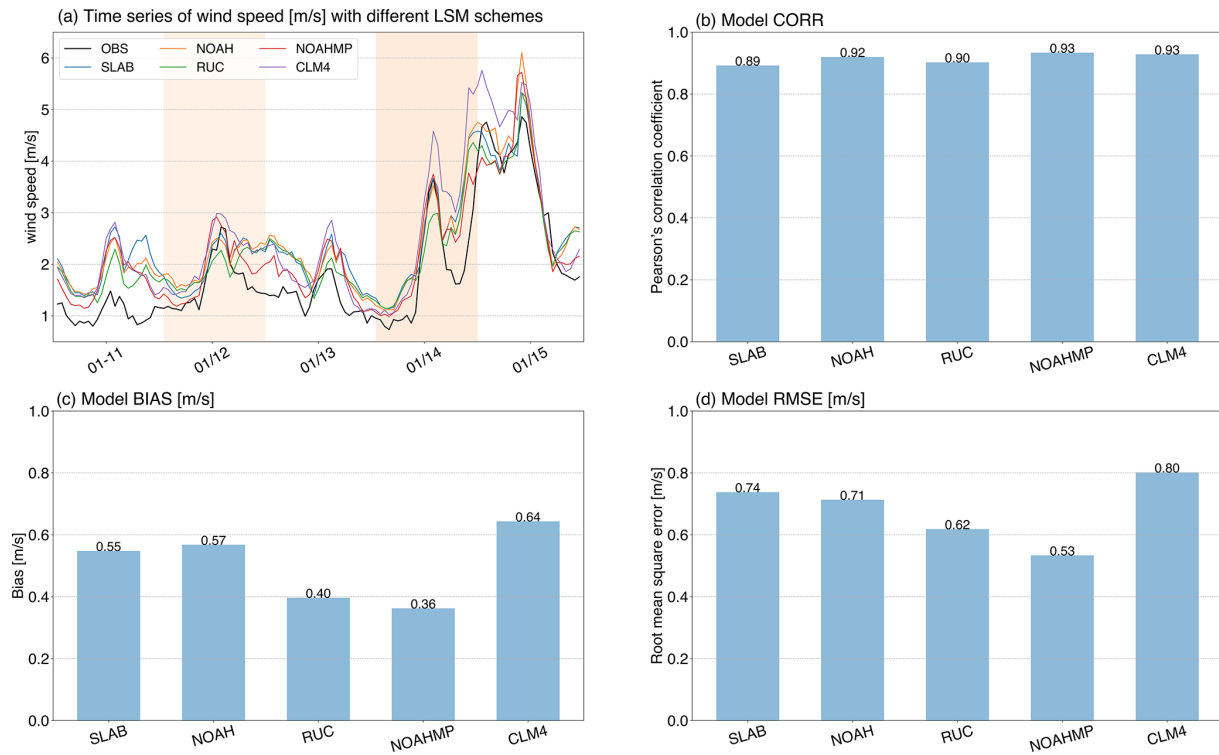 (a) Time series of wind speed [m/s] with different LSM schemes
OBS
SLAB
NOAH
RUC
NOAHMP
CLM4
wind speed [m/s]
6
5
4
3
2
1
01-11
01/12
01/13
01/14
01/15
(b) Model CORR
Pearson's correlation coefficient
1.0
0.8
0.6
0.4
0.2
0.0
0.89
0.92
0.90
0.93
0.93
SLAB
NOAH
RUC
NOAHMP
CLM4
(c) Model BIAS [m/s]
Bias [m/s]
1.0
0.8
0.6
0.4
0.2
0.0
0.55
0.57
0.40
0.36
0.64
SLAB
NOAH
RUC
NOAHMP
CLM4
(d) Model RMSE [m/s]
Root mean square error [m/s]
1.0
0.8
0.6
0.4
0.2
0.0
0.74
0.71
0.62
0.53
0.80
SLAB
NOAH
RUC
NOAHMP
CLM4